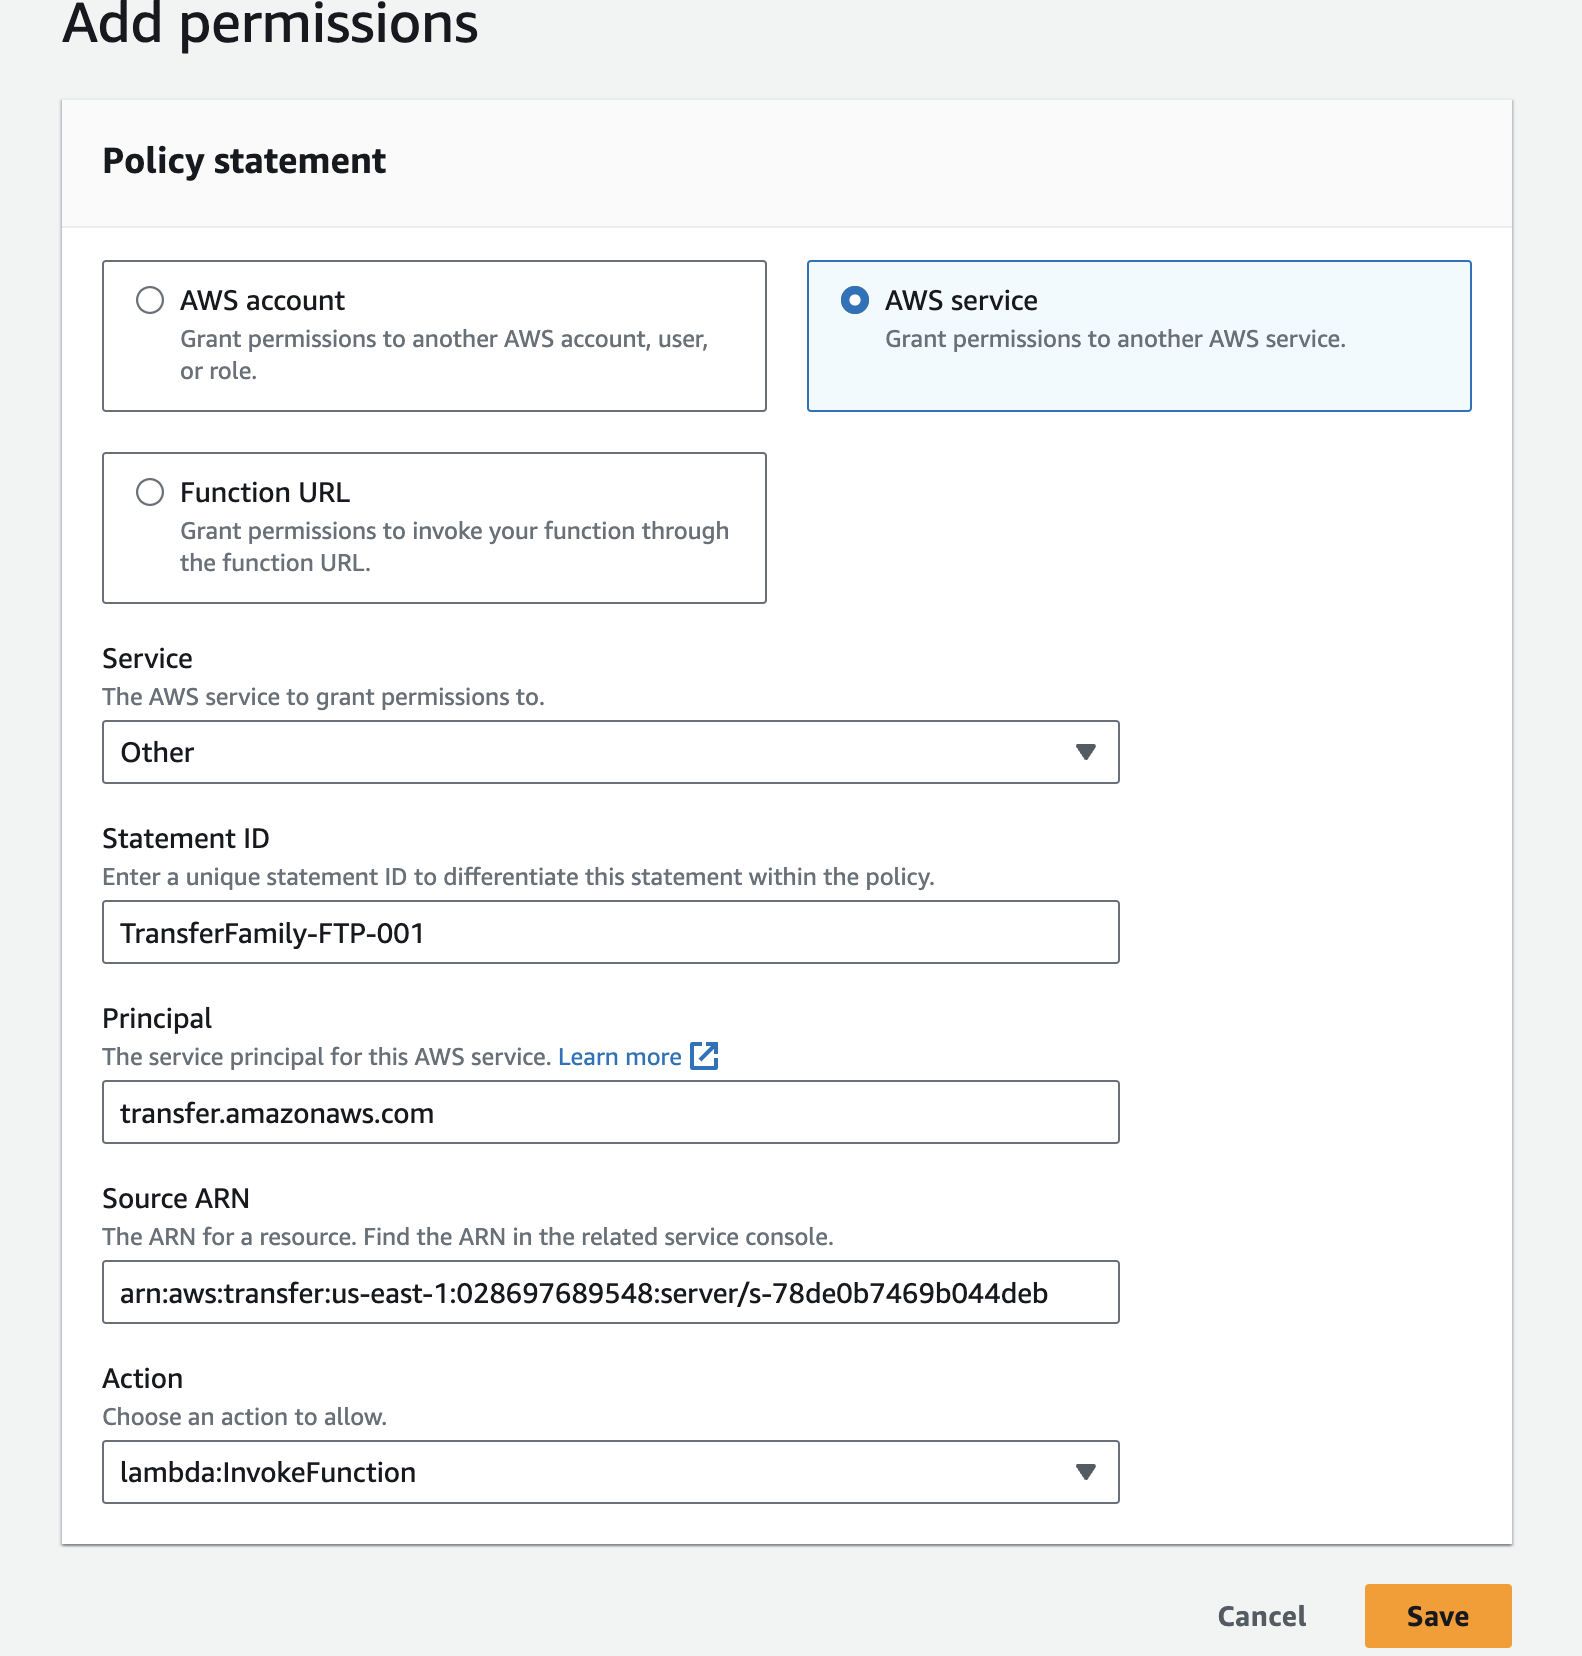 Add permissions
Policy statement
AWS account
Grant permissions to another AWS account, user,
or role.
AWS service
Grant permissions to another AWS service.
Function URL
Grant permissions to invoke your function through
the function URL.
Service
The AWS service to grant permissions to.
Other
Statement ID
Enter a unique statement ID to differentiate this statement within the policy.
TransferFamily-FTP-001
Principal
The service principal for this AWS service. Learn more
transfer.amazonaws.com
Source ARN
The ARN for a resource. Find the ARN in the related service console.
arn:aws:transfer:us-east-1:028697689548:server/s-78de0b7469b044deb
Action
Choose an action to allow.
lambda:InvokeFunction
Cancel
Save